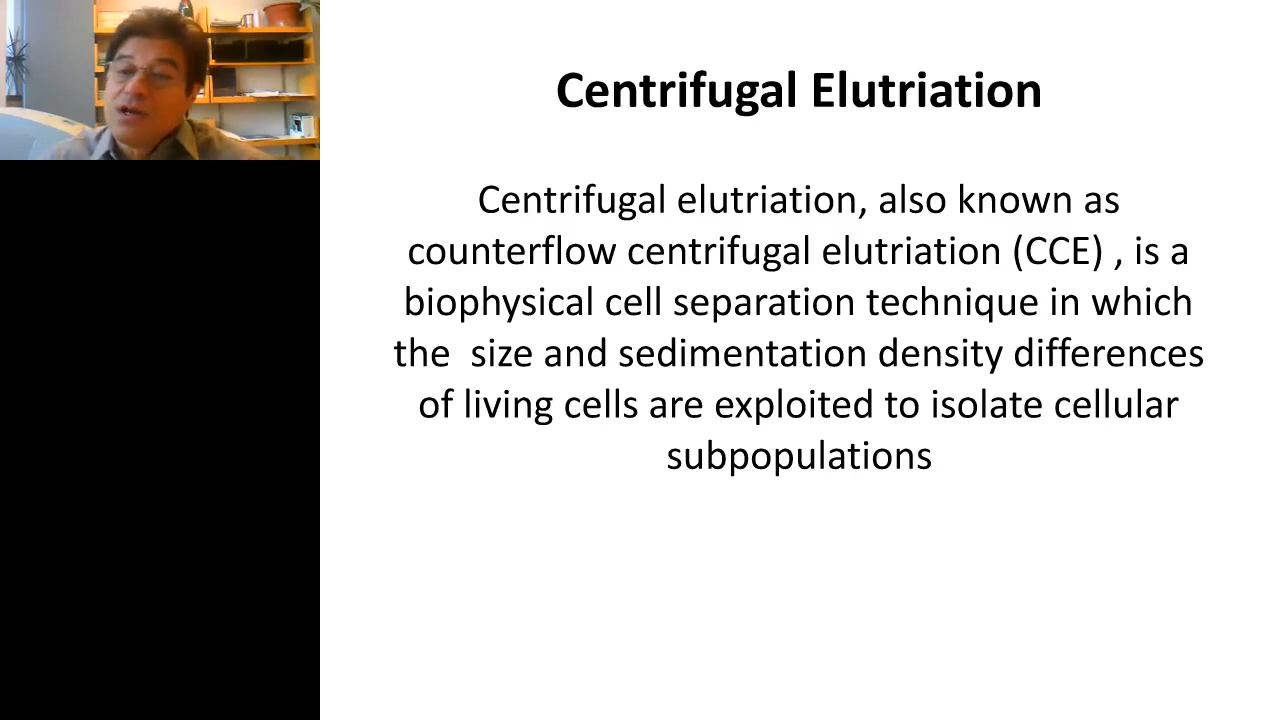 Centrifugal Elutriation
Centrifugal elutriation, also known as
counterflow centrifugal elutriation (CCE) , is a
biophysical cell separation technique in which
the  size and sedimentation density differences
of living cells are exploited to isolate cellular
subpopulations